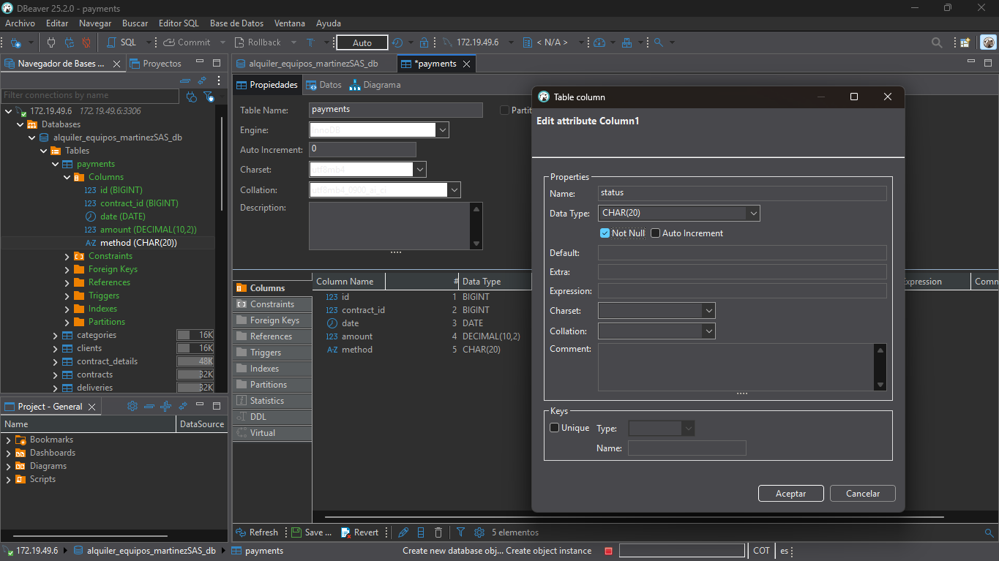 DBeaver 25.2.0 - payments
Archivo Editar Navegar Buscar Editor SQL Base de Datos Ventana Ayuda
SQL Commit Rollback T Auto 172.19.49.6 < N/A >
Navegador de Bases ... Proyectos
Filter connections by name
172.19.49.6 172.19.49.6:3306
Databases
alquiler_equipos_martinezSAS_db
Tables
payments
Columns
123 id (BIGINT)
123 contract_id (BIGINT)
date (DATE)
123 amount (DECIMAL(10,2))
A-Z method (CHAR(20))
Constraints
Foreign Keys
References
Triggers
Indexes
Partitions
categories 16K
clients 16K
contract_details 48K
contracts 32K
deliveries 32K
Project - General
Name DataSource
Bookmarks
Dashboards
Diagrams
Scripts
alquiler_equipos_martinezSAS_db *payments
Propiedades Datos Diagrama
Table Name: payments Partit
Engine: InnoDB
Auto Increment: 0
Charset: utf8mb4
Collation: utf8mb4_0900_ai_ci
Description:
Columns
Constraints
Foreign Keys
References
Triggers
Indexes
Partitions
Statistics
DDL
Virtual
Column Name # Data Type Expression Comm
123 id 1 BIGINT
123 contract_id 2 BIGINT
date 3 DATE
123 amount 4 DECIMAL(10,2)
A-Z method 5 CHAR(20)
Table column
Edit attribute Column1
Properties
Name: status
Data Type: CHAR(20)
Not Null Auto Increment
Default:
Extra:
Expression:
Charset:
Collation:
Comment:
Keys
Unique Type:
Name:
Aceptar Cancelar
Refresh Save ... Revert 5 elementos
172.19.49.6 alquiler_equipos_martinezSAS_db payments Create new database obj... Create object instance COT es